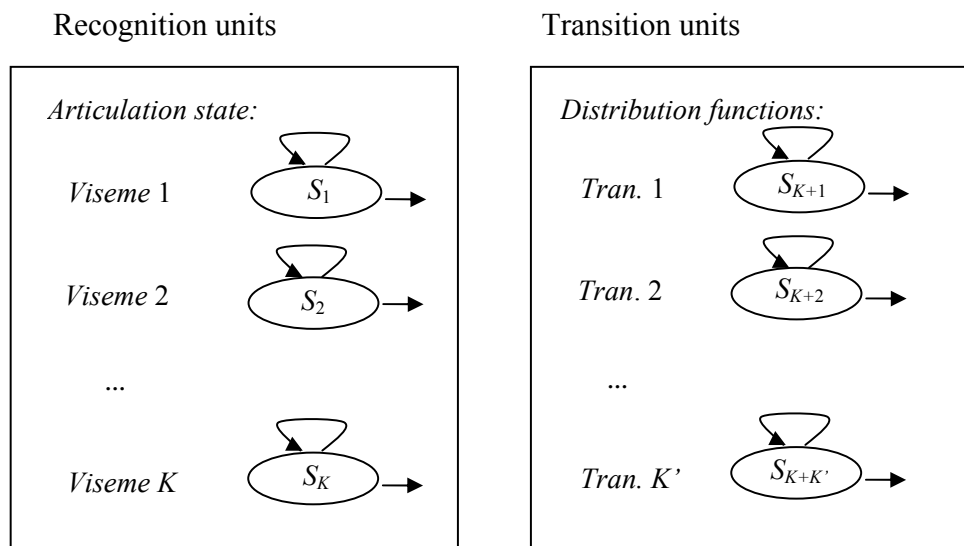 Recognition units
Articulation state:
Viseme 1 S1
Viseme 2 S2
...
Viseme K SK
Transition units
Distribution functions:
Tran. 1 SK+1
Tran. 2 SK+2
...
Tran. K’ SK+K’